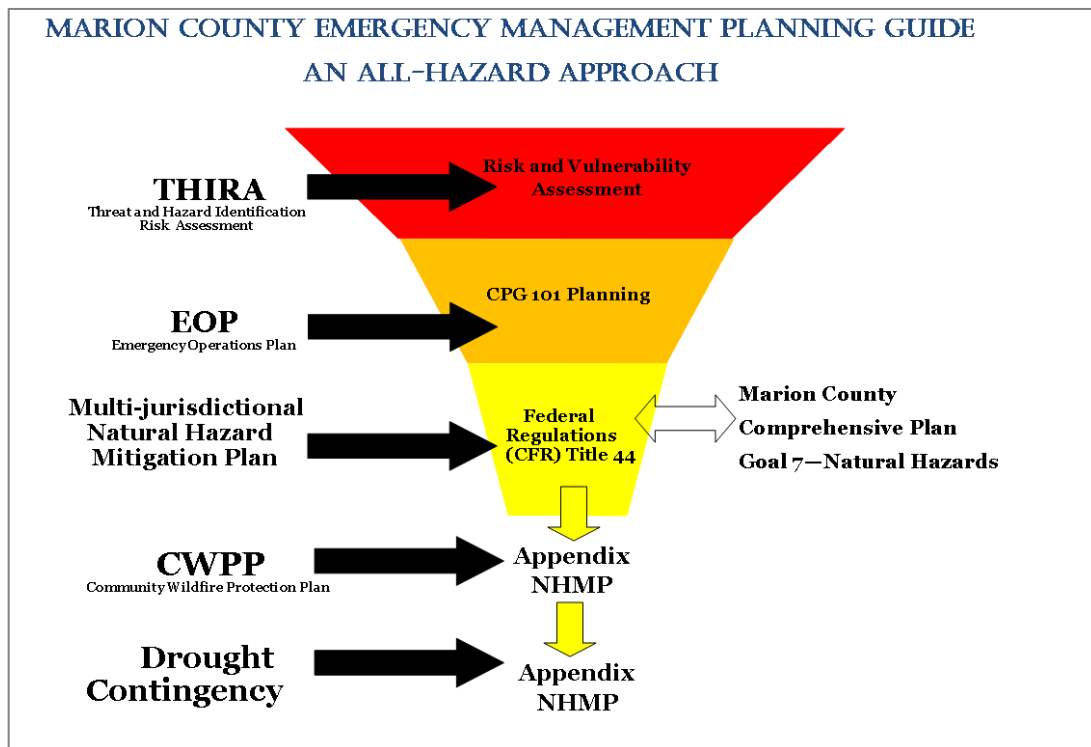 MARION COUNTY EMERGENCY MANAGEMENT PLANNING GUIDE
AN ALL-HAZARD APPROACH
THIRA
Threat and Hazard Identification
Risk Assessment
Risk and Vulnerability
Assessment
EOP
Emergency Operations Plan
CPG 101 Planning
Multi-jurisdictional
Natural Hazard
Mitigation Plan
Federal
Regulations
(CFR) Title 44
Marion County
Comprehensive Plan
Goal 7—Natural Hazards
CWPP
Community Wildfire Protection Plan
Appendix
NHMP
Drought
Contingency
Appendix
NHMP